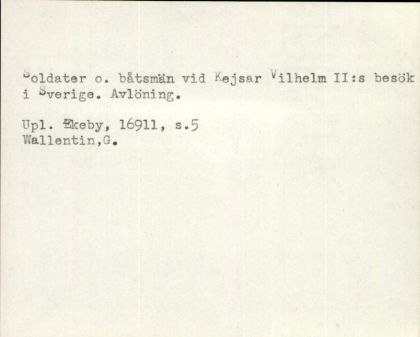 Soldater o. båtsmän vid Kejsar Vilhelm II:s besök
i Sverige. Avlöning.
Upl. Ekeby, 16911, s.5
Wallentin,G.